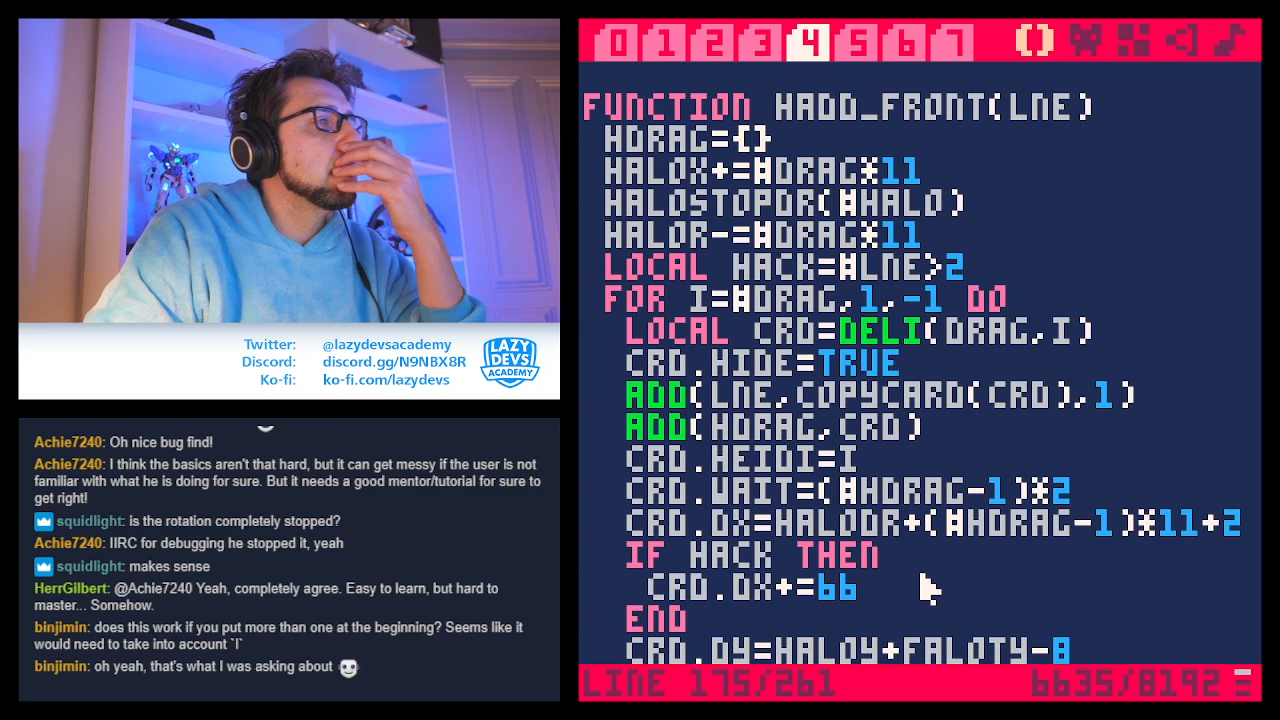 Twitter: @lazydevsacademy
Discord: discord.gg/N9NBX8R
Ko-fi: ko-fi.com/lazydevs
LAZY
DEVS
ACADEMY
Achie7240: Oh nice bug find!
Achie7240: I think the basics aren't that hard, but it can get messy if the user is not
familiar with what he is doing for sure. But it needs a good mentor/tutorial for sure to
get right!
squidlight: is the rotation completely stopped?
Achie7240: IIRC for debugging he stopped it, yeah
squidlight: makes sense
HerrGilbert: @Achie7240 Yeah, completely agree. Easy to learn, but hard to
master... Somehow.
binjimin: does this work if you put more than one at the beginning? Seems like it
would need to take into account `I`
binjimin: oh yeah, that's what I was asking about
0 1 2 3 4 5 6 7
FUNCTION HADD_FRONT(LNE)
HDRAG={}
HALOX+=#DRAG*11
HALOSTOPDR(#HALO)
HALOR-=#DRAG*11
LOCAL HACK=#LNE>2
FOR I=#DRAG,1,-1 DO
LOCAL CRD=DELI(DRAG,I)
CRD.HIDE=TRUE
ADD(LNE,COPYCARD(CRD),1)
ADD(HDRAG,CRD)
CRD.HEIDI=I
CRD.WAIT=(#HDRAG-1)*2
CRD.DX=HALODR+(#HDRAG-1)*11+2
IF HACK THEN
CRD.DX+=66
END
CRD.DY=HALOY+FALOTY-8
LINE 175/261 6635/8192